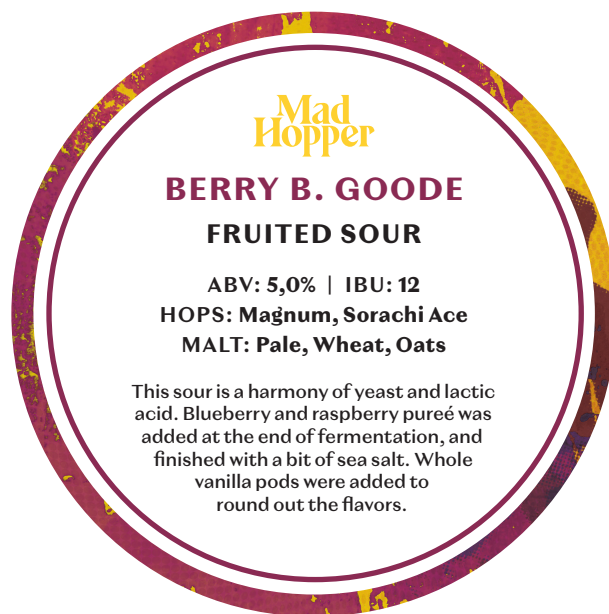 Mad
Hopper
BERRY B. GOODE
FRUITED SOUR
ABV: 5,0% | IBU: 12
HOPS: Magnum, Sorachi Ace
MALT: Pale, Wheat, Oats
This sour is a harmony of yeast and lactic
acid. Blueberry and raspberry pureé was
added at the end of fermentation, and
finished with a bit of sea salt. Whole
vanilla pods were added to
round out the flavors.